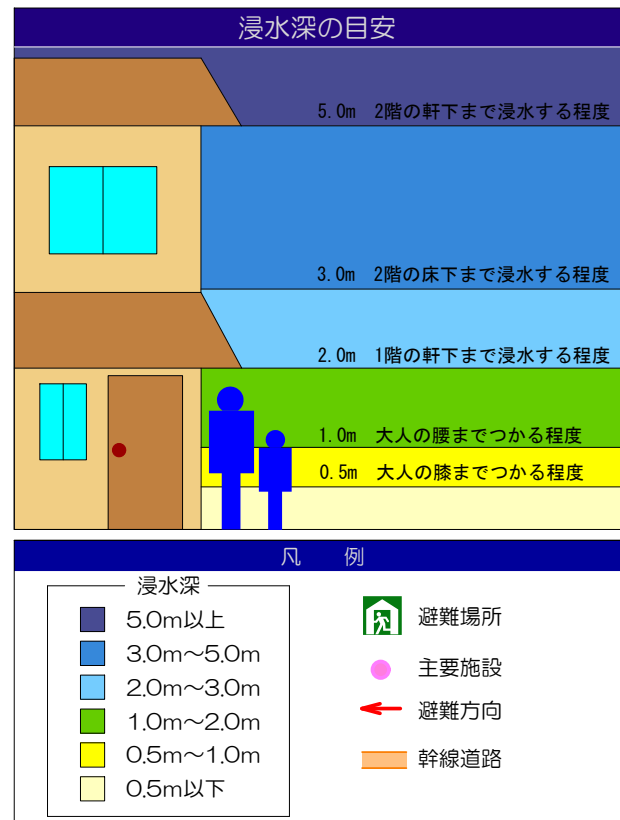 浸水深の目安
5.0m 2階の軒下まで浸水する程度
3.0m 2階の床下まで浸水する程度
2.0m 1階の軒下まで浸水する程度
1.0m 大人の腰までつかる程度
0.5m 大人の膝までつかる程度
凡 例
浸水深
5.0m以上
3.0m～5.0m
2.0m～3.0m
1.0m～2.0m
0.5m～1.0m
0.5m以下
避難場所
主要施設
避難方向
幹線道路